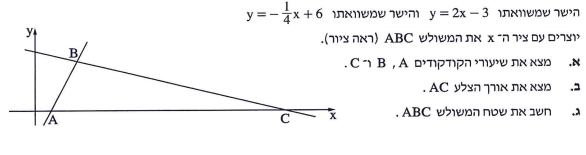 הישר שמשוואתו y = 2x − 3 והישר שמשוואתו y = −1/4x + 6
יוצרים עם ציר ה־ x את המשולש ABC (ראה ציור).
א. מצא את שיעורי הקודקודים A , B ו־ C .
ב. מצא את אורך הצלע AC .
ג. חשב את שטח המשולש ABC .
y
B
A
C
x